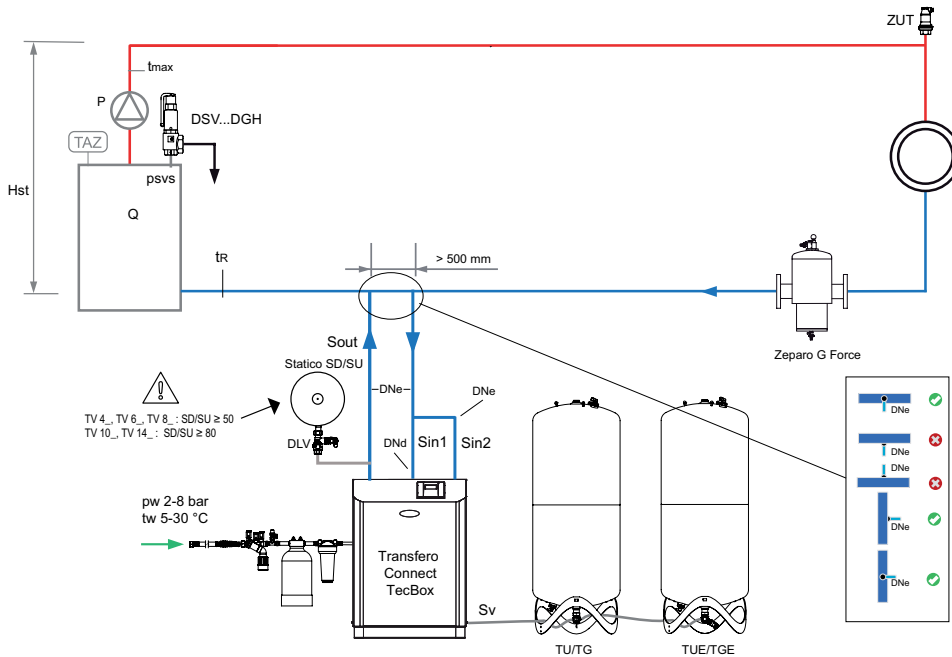 ZUT
tmax
P
DSV...DGH
TAZ
psvs
Hst
Q
tR
> 500 mm
Zeparo G Force
Sout
Statico SD/SU
DNe
DNe
TV 4_, TV 6_, TV 8_ : SD/SU ≥ 50
TV 10_, TV 14_ : SD/SU ≥ 80
DLV
DNd
Sin1
Sin2
DNe
DNe
DNe
DNe
DNe
pw 2-8 bar
tw 5-30 °C
Transfero
Connect
TecBox
Sv
TU/TG
TUE/TGE